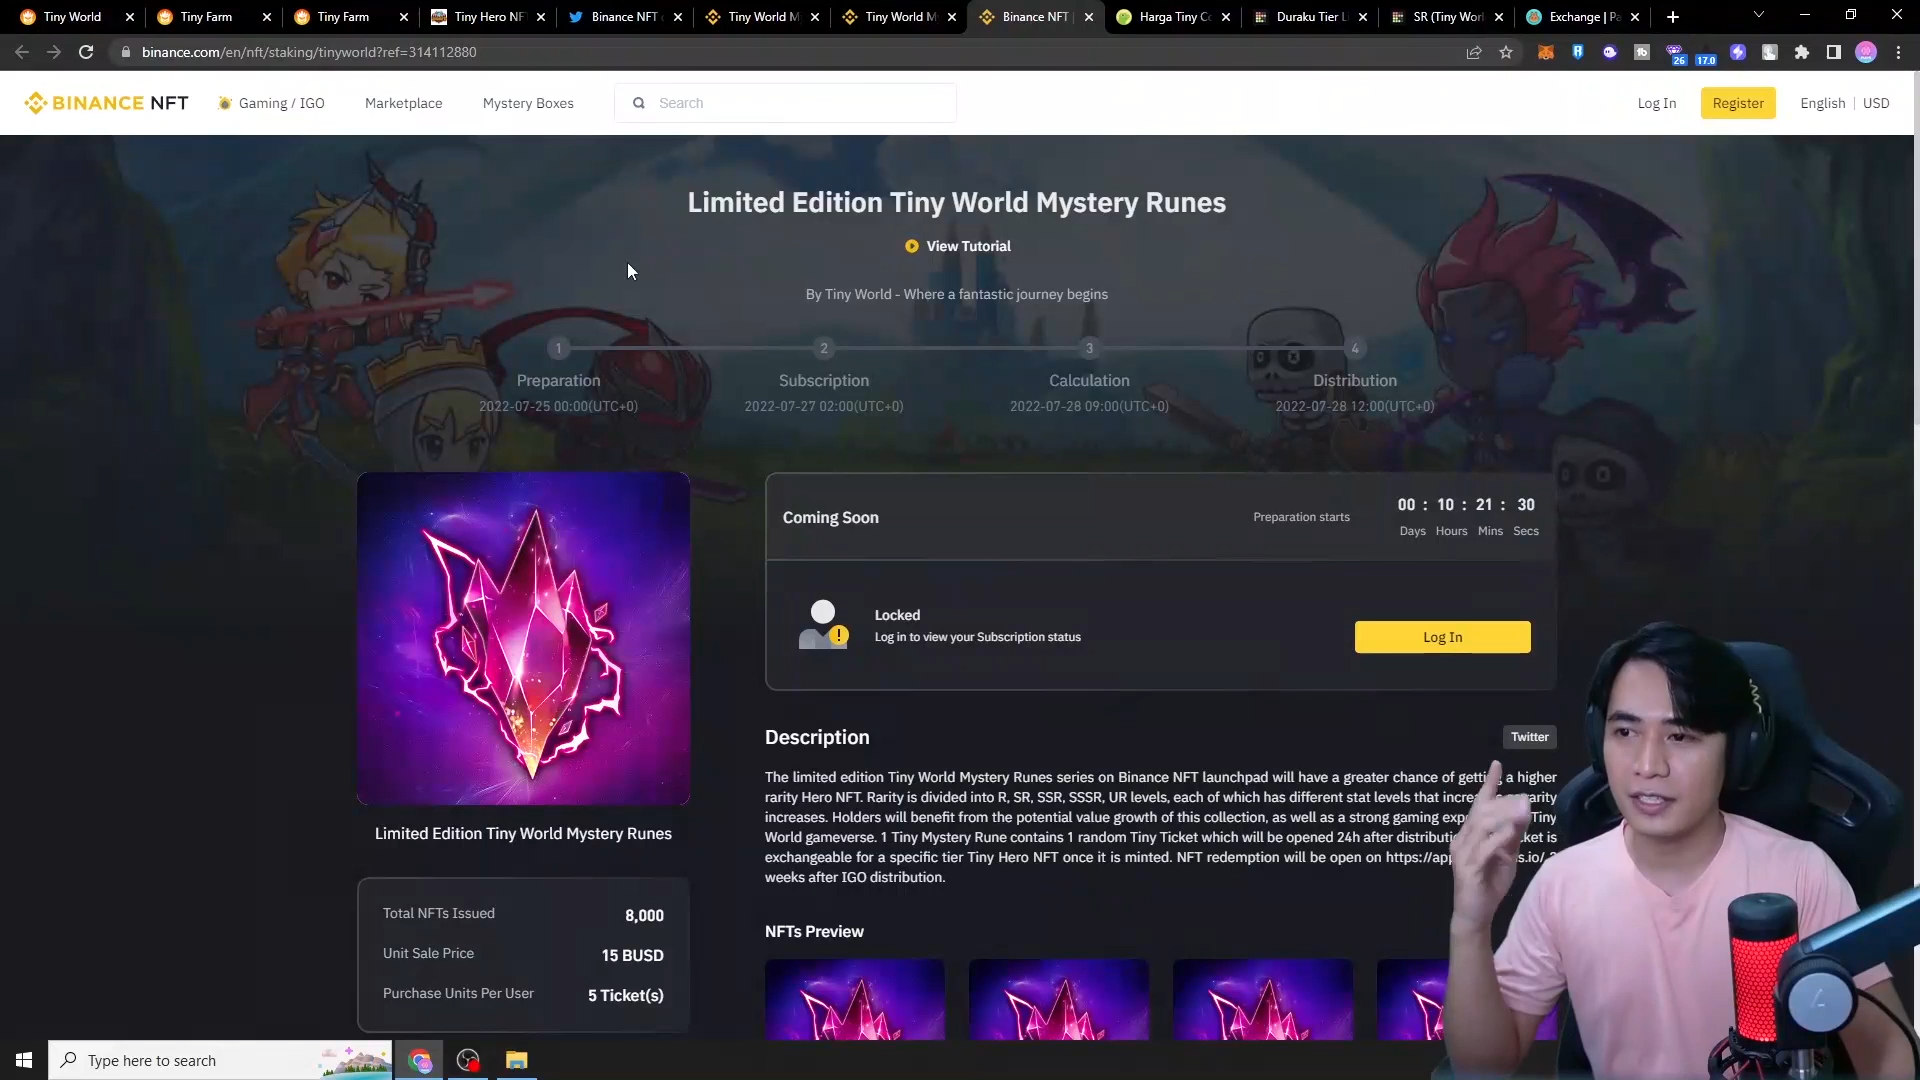 Tiny World
Tiny Farm
Tiny Farm
Tiny Hero NF
Binance NFT
Tiny World M
Tiny World M
Binance NFT
Harga Tiny Co
Duraku Tier L
SR (Tiny Worl
Exchange | Pa
binance.com/en/nft/staking/tinyworld?ref=314112880
26
17.0
BINANCE NFT
Gaming / IGO
Marketplace
Mystery Boxes
Search
Log In
Register
English
USD
Limited Edition Tiny World Mystery Runes
View Tutorial
By Tiny World - Where a fantastic journey begins
1
2
3
4
Preparation
Subscription
Calculation
Distribution
2022-07-25 00:00(UTC+0)
2022-07-27 02:00(UTC+0)
2022-07-28 09:00(UTC+0)
2022-07-28 12:00(UTC+0)
Coming Soon
Preparation starts
00 : 10 : 21 : 30
Days Hours Mins Secs
Locked
Log in to view your Subscription status
Log In
Limited Edition Tiny World Mystery Runes
Total NFTs Issued 8,000
Unit Sale Price 15 BUSD
Purchase Units Per User 5 Ticket(s)
Description
Twitter
The limited edition Tiny World Mystery Runes series on Binance NFT launchpad will have a greater chance of getting a higher
rarity Hero NFT. Rarity is divided into R, SR, SSR, SSSR, UR levels, each of which has different stat levels that increa rarity
increases. Holders will benefit from the potential value growth of this collection, as well as a strong gaming exp Tiny
World gameverse. 1 Tiny Mystery Rune contains 1 random Tiny Ticket which will be opened 24h after distributi ket is
exchangeable for a specific tier Tiny Hero NFT once it is minted. NFT redemption will be open on https://app s.io/ 2
weeks after IGO distribution.
NFTs Preview
Type here to search